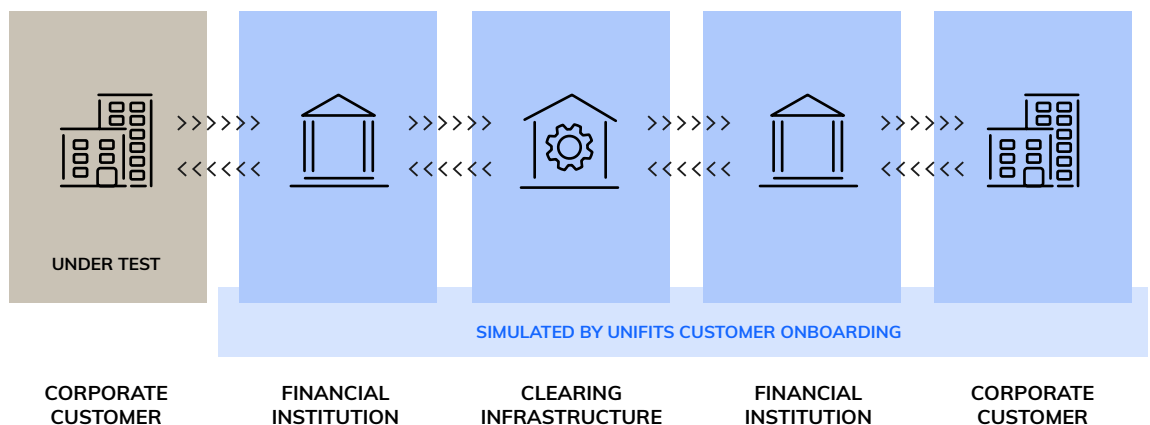 UNDER TEST
SIMULATED BY UNIFITS CUSTOMER ONBOARDING
CORPORATE
CUSTOMER
FINANCIAL
INSTITUTION
CLEARING
INFRASTRUCTURE
FINANCIAL
INSTITUTION
CORPORATE
CUSTOMER